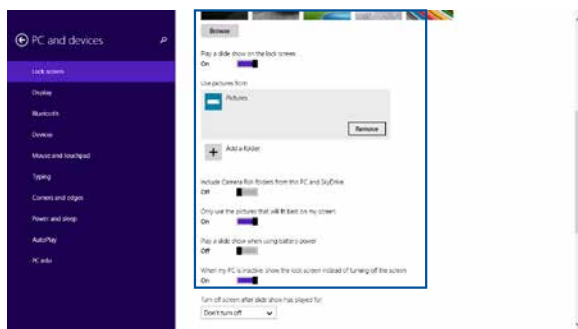 PC and devices
Lock screen
Display
Bluetooth
Devices
Mouse and touchpad
Typing
Corners and edges
Power and sleep
AutoPlay
PC info
Browse
Play a slide show on the lock screen
On
Use pictures from
Pictures
Remove
Add a folder
Include Camera Roll folders from this PC and SkyDrive
Off
Only use the pictures that will fit best on my screen
On
Play a slide show when using battery power
Off
When my PC is inactive, show the lock screen instead of turning off the screen
On
Turn off screen after slide show has played for
Don't turn off